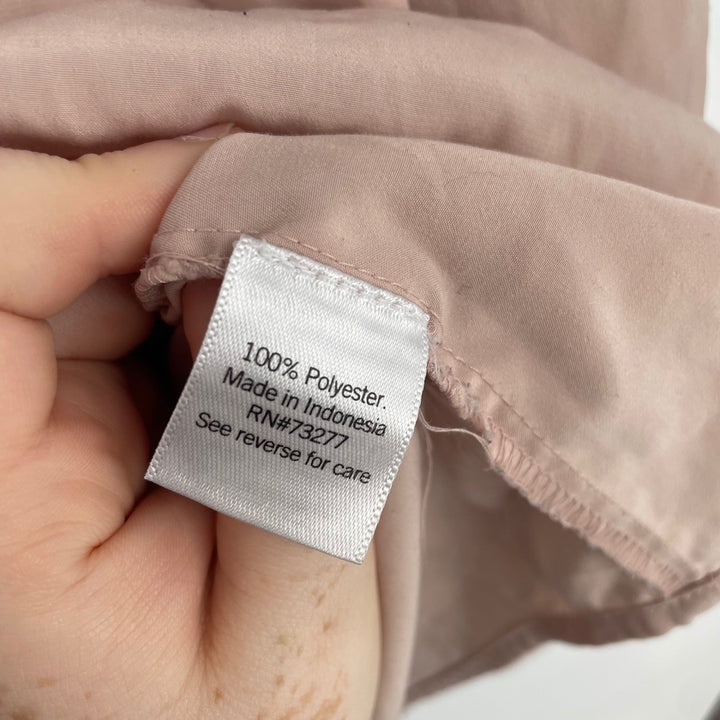 100% Polyester.
Made in Indonesia
RN#73277
See reverse for care